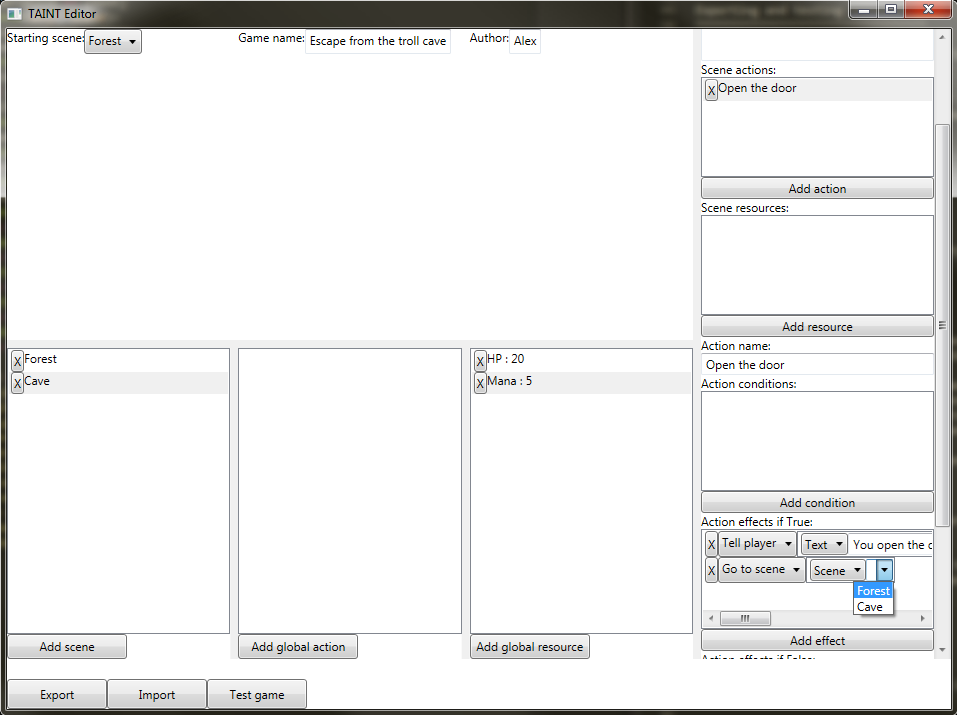 TAINT Editor
Starting scene: Forest
Game name: Escape from the troll cave
Author: Alex
X Forest
X Cave
Add scene
Add global action
X HP : 20
X Mana : 5
Add global resource
Scene actions:
X Open the door
Add action
Scene resources:
Add resource
Action name:
Open the door
Action conditions:
Add condition
Action effects if True:
X Tell player Text You open the
X Go to scene Scene
Forest
Cave
Add effect
Action effects if False:
Export Import Test game